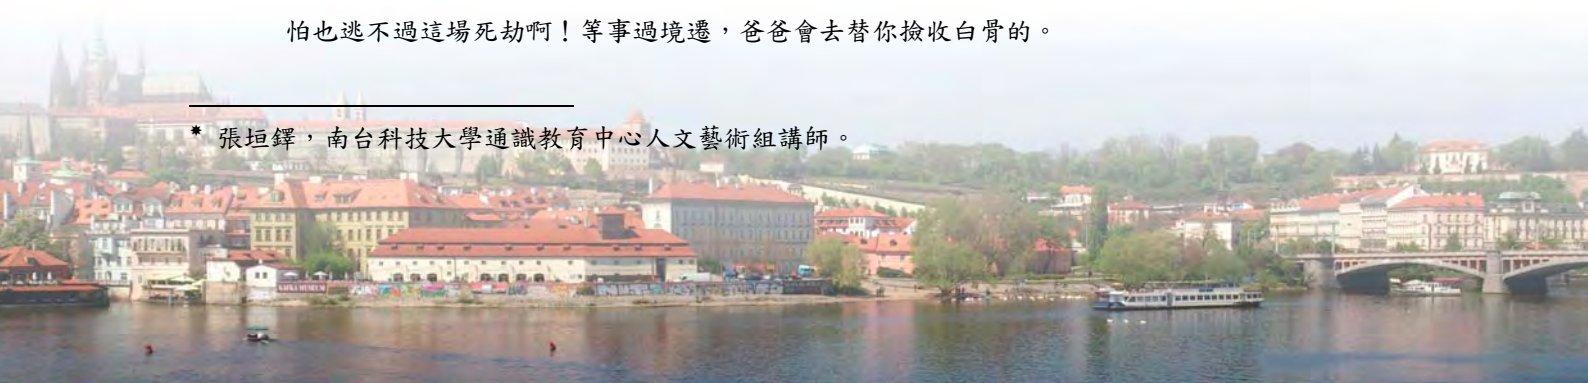 怕也逃不過這場死劫啊！等事過境遷，爸爸會去替你撿收白骨的。
* 張垣鐸，南台科技大學通識教育中心人文藝術組講師。
KAFKA MUSEUM